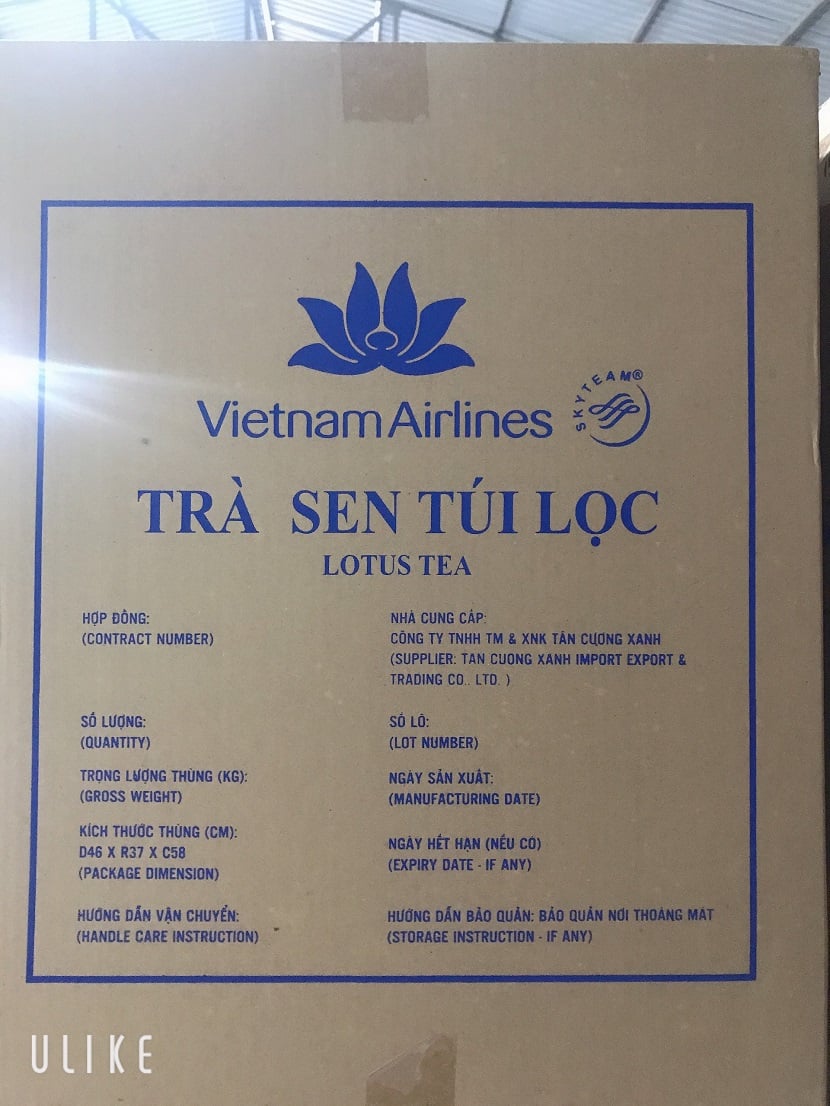 VietnamAirlines
SKYTEAM®
TRÀ SEN TÚI LỌC
LOTUS TEA
HỢP ĐỒNG:
(CONTRACT NUMBER)
NHÀ CUNG CẤP:
CÔNG TY TNHH TM & XNK TÂN CƯƠNG XANH
(SUPPLIER: TAN CUONG XANH IMPORT EXPORT &
TRADING CO., LTD. )
SỐ LƯỢNG:
(QUANTITY)
SỐ LÔ:
(LOT NUMBER)
TRỌNG LƯỢNG THÙNG (KG):
(GROSS WEIGHT)
NGÀY SẢN XUẤT:
(MANUFACTURING DATE)
KÍCH THƯỚC THÙNG (CM):
D46 X R37 X C58
(PACKAGE DIMENSION)
NGÀY HẾT HẠN (NẾU CÓ)
(EXPIRY DATE - IF ANY)
HƯỚNG DẪN VẬN CHUYỂN:
(HANDLE CARE INSTRUCTION)
HƯỚNG DẪN BẢO QUẢN: BẢO QUẢN NƠI THOÁNG MÁT
(STORAGE INSTRUCTION - IF ANY)
ULIKE